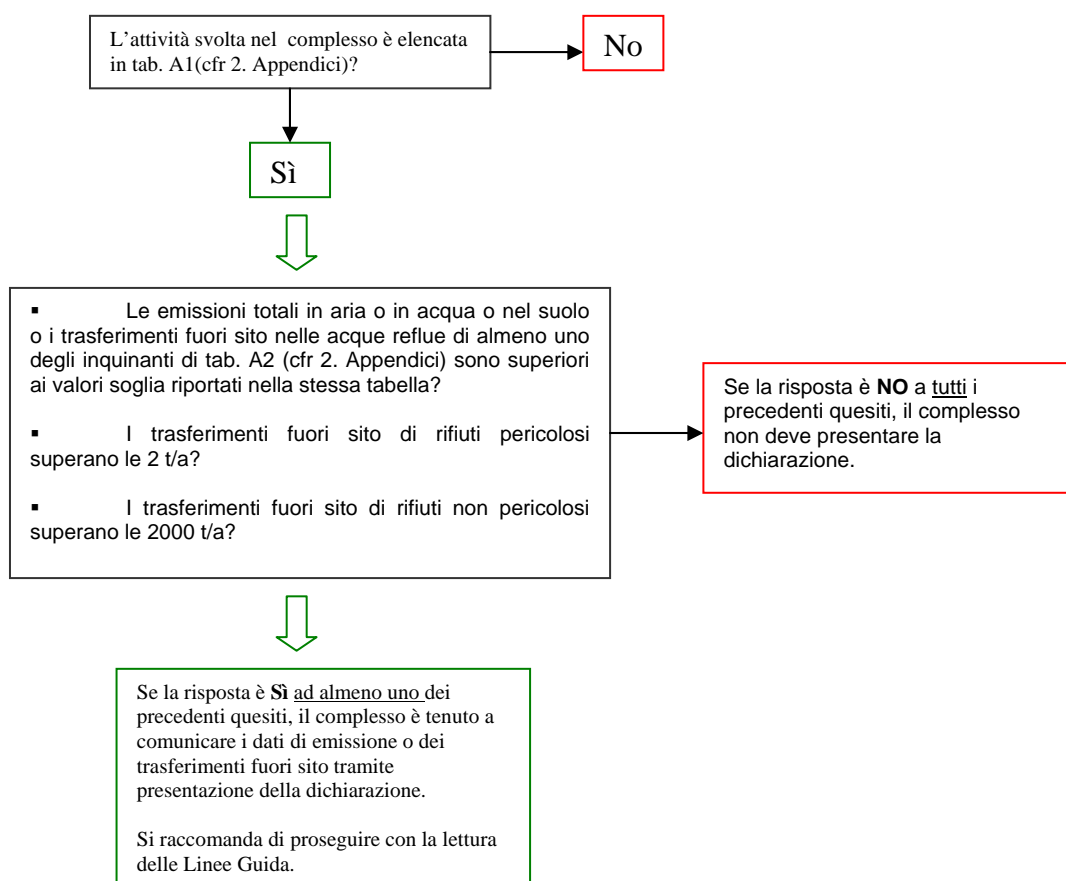 L'attività svolta nel complesso è elencata
in tab. A1(cfr 2. Appendici)?
No
Sì
▪ Le emissioni totali in aria o in acqua o nel suolo
o i trasferimenti fuori sito nelle acque reflue di almeno uno
degli inquinanti di tab. A2 (cfr 2. Appendici) sono superiori
ai valori soglia riportati nella stessa tabella?
▪ I trasferimenti fuori sito di rifiuti pericolosi
superano le 2 t/a?
▪ I trasferimenti fuori sito di rifiuti non pericolosi
superano le 2000 t/a?
Se la risposta è NO a tutti i
precedenti quesiti, il complesso
non deve presentare la
dichiarazione.
Se la risposta è Sì ad almeno uno dei
precedenti quesiti, il complesso è tenuto a
comunicare i dati di emissione o dei
trasferimenti fuori sito tramite
presentazione della dichiarazione.
Si raccomanda di proseguire con la lettura
delle Linee Guida.